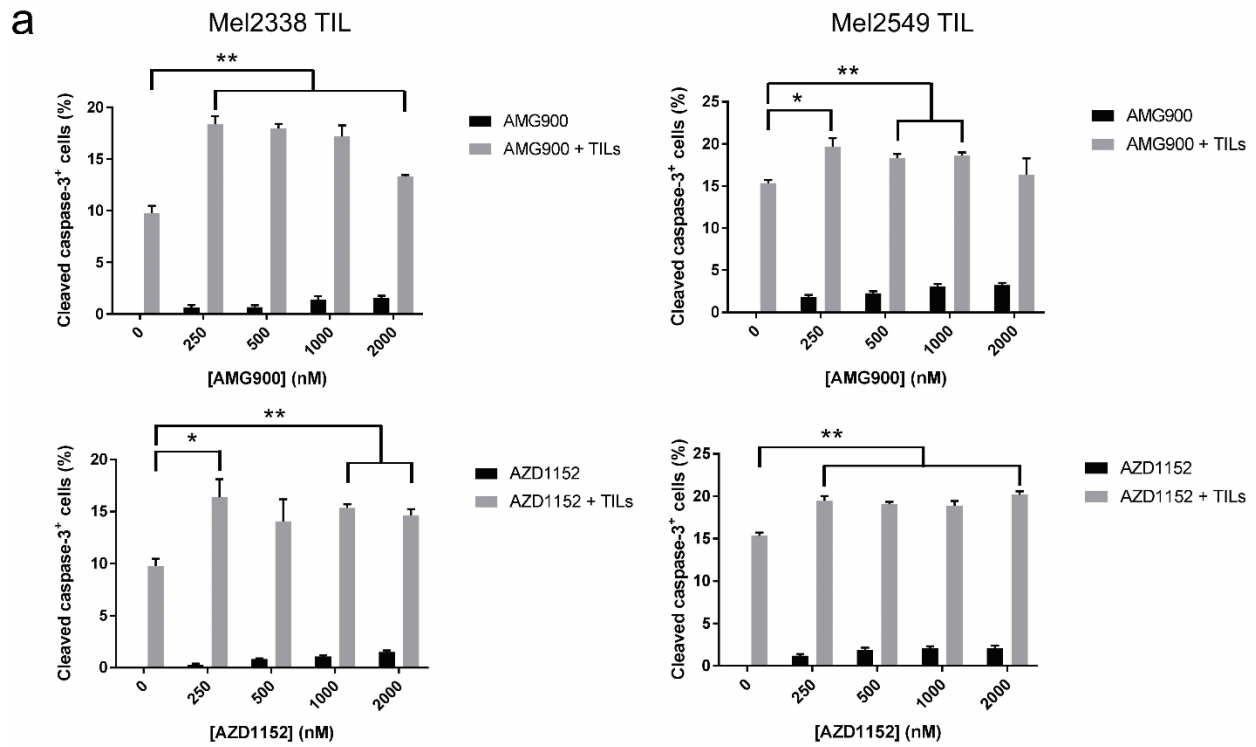 a
Mel2338 TIL
**
20
15
10
5
0
Cleaved caspase-3⁺ cells (%)
0
250
500
1000
2000
[AMG900] (nM)
AMG900
AMG900 + TILs
Mel2549 TIL
**
*
25
20
15
10
5
0
Cleaved caspase-3⁺ cells (%)
0
250
500
1000
2000
[AMG900] (nM)
AMG900
AMG900 + TILs
**
*
20
15
10
5
0
Cleaved caspase-3⁺ cells (%)
0
250
500
1000
2000
[AZD1152] (nM)
AZD1152
AZD1152 + TILs
**
25
20
15
10
5
0
Cleaved caspase-3⁺ cells (%)
0
250
500
1000
2000
[AZD1152] (nM)
AZD1152
AZD1152 + TILs